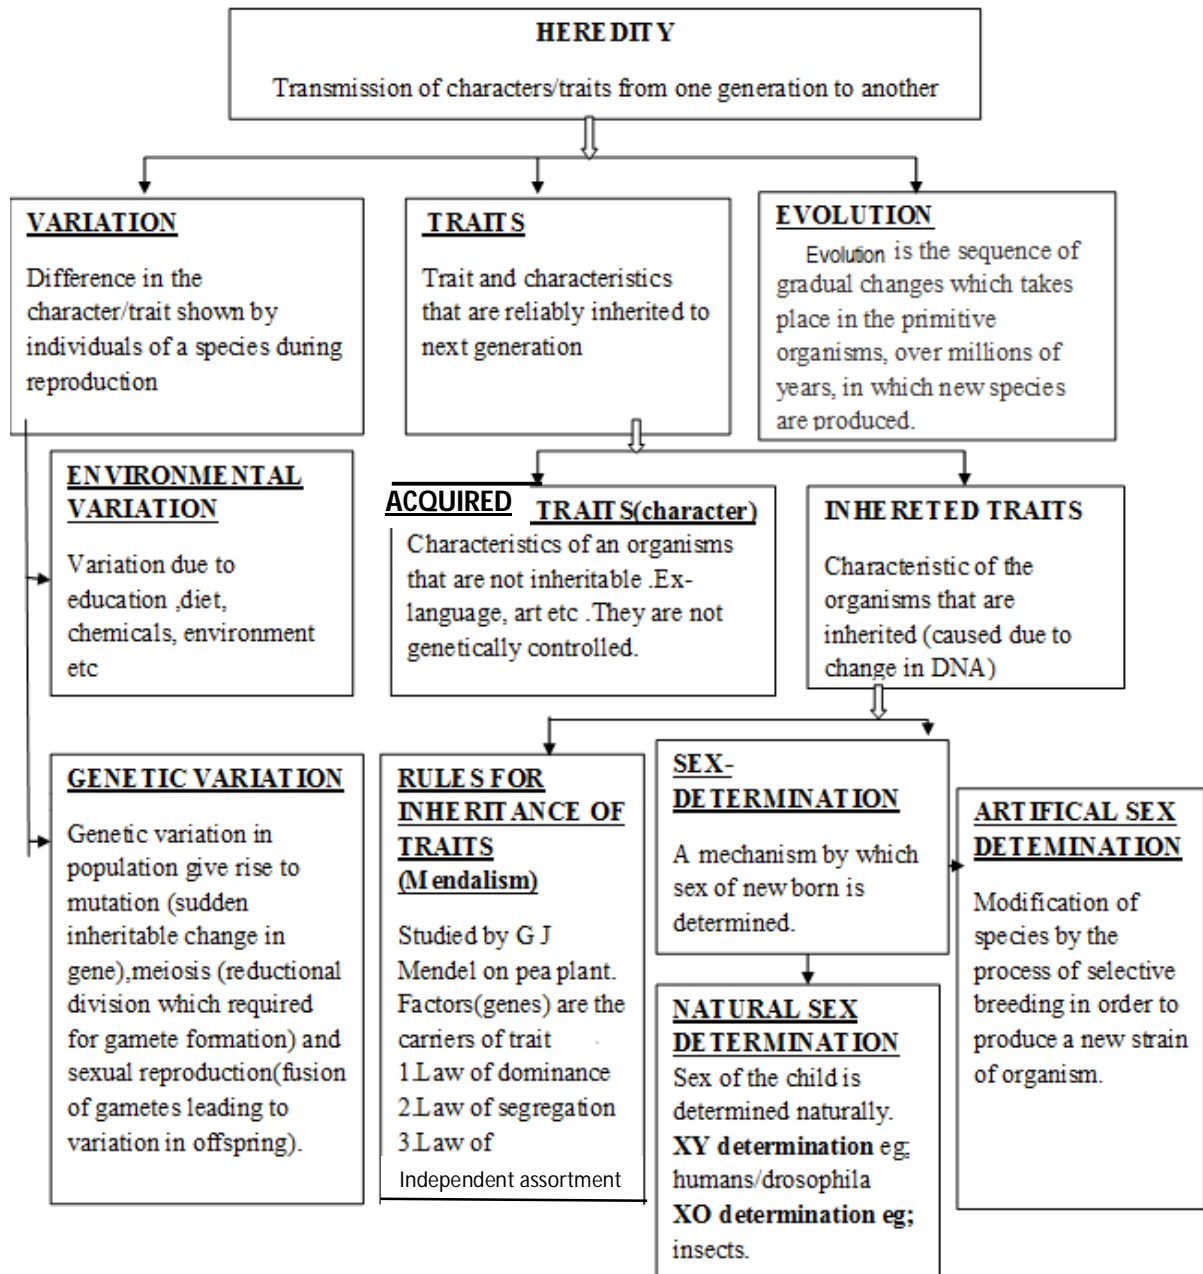 HEREDITY
Transmission of characters/traits from one generation to another
VARIATION
Difference in the
character/trait shown by
individuals of a species during
reproduction
TRAITS
Trait and characteristics
that are reliably inherited to
next generation
EVOLUTION
Evolution is the sequence of
gradual changes which takes
place in the primitive
organisms, over millions of
years, in which new species
are produced.
ENVIRONMENTAL
VARIATION
Variation due to
education ,diet,
chemicals, environment
etc
ACQUIRED TRAITS(character)
Characteristics of an organisms
that are not inheritable .Ex-
language, art etc .They are not
genetically controlled.
INHERETED TRAITS
Characteristic of the
organisms that are
inherited (caused due to
change in DNA)
GENETIC VARIATION
Genetic variation in
population give rise to
mutation (sudden
inheritable change in
gene),meiosis (reductional
division which required
for gamete formation) and
sexual reproduction(fusion
of gametes leading to
variation in offspring).
RULES FOR
INHERITANCE OF
TRAITS
(Mendalism)
Studied by G J
Mendel on pea plant.
Factors(genes) are the
carriers of trait
1.Law of dominance
2.Law of segregation
3.Law of
Independent assortment
SEX-
DETERMINATION
A mechanism by which
sex of new born is
determined.
NATURAL SEX
DETERMINATION
Sex of the child is
determined naturally.
XY determination eg;
humans/drosophila
XO determination eg;
insects.
ARTIFICAL SEX
DETEMINATION
Modification of
species by the
process of selective
breeding in order to
produce a new strain
of organism.